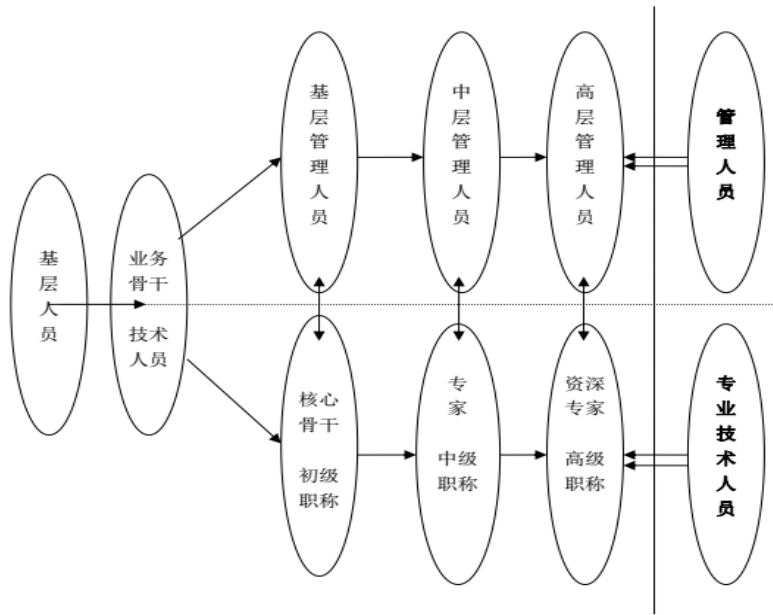 基层人员
业务
骨干
技术
人员
基层管理人员
中层管理人员
高层管理人员
管理人员
核心
骨干
初级
职称
专家
中级
职称
资深
专家
高级
职称
专业技术人员